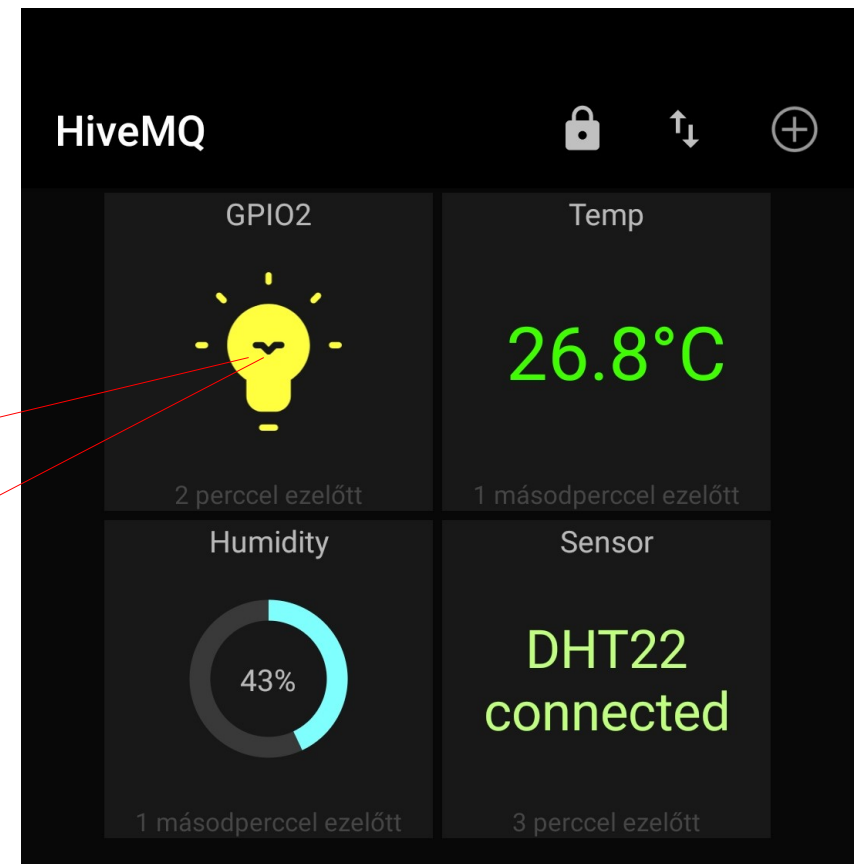 HiveMQ
GPIO2
Temp
26.8°C
2 perccel ezelőtt
1 másodperccel ezelőtt
Humidity
Sensor
43%
DHT22
connected
1 másodperccel ezelőtt
3 perccel ezelőtt